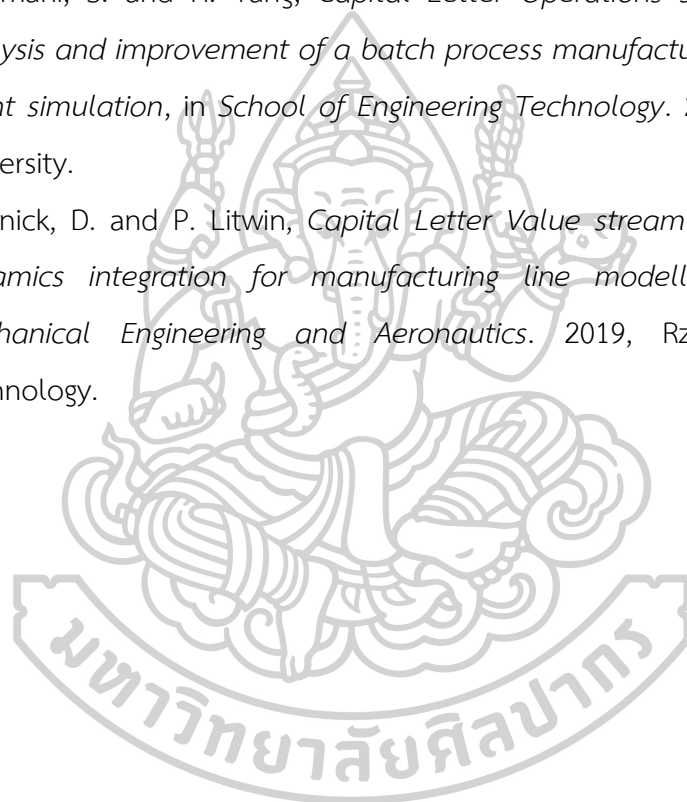 ysis and improvement of a batch process manufactu
nt simulation, in School of Engineering Technology.
ersity.
nick, D. and P. Litwin, Capital Letter Value stream
amics integration for manufacturing line modell
hanical Engineering and Aeronautics. 2019, Rz
hnology.
มหาวิทยาลัยศิลปากร